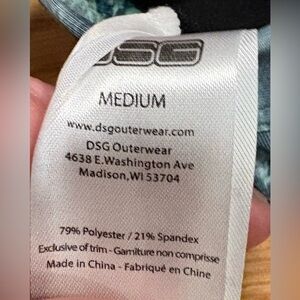 DSG
MEDIUM
www.dsgouterwear.com
DSG Outerwear
4638 E.Washington Ave
Madison,WI 53704
79% Polyester / 21% Spandex
Exclusive of trim - Garniture non comprisse
Made in China - Fabriqué en Chine